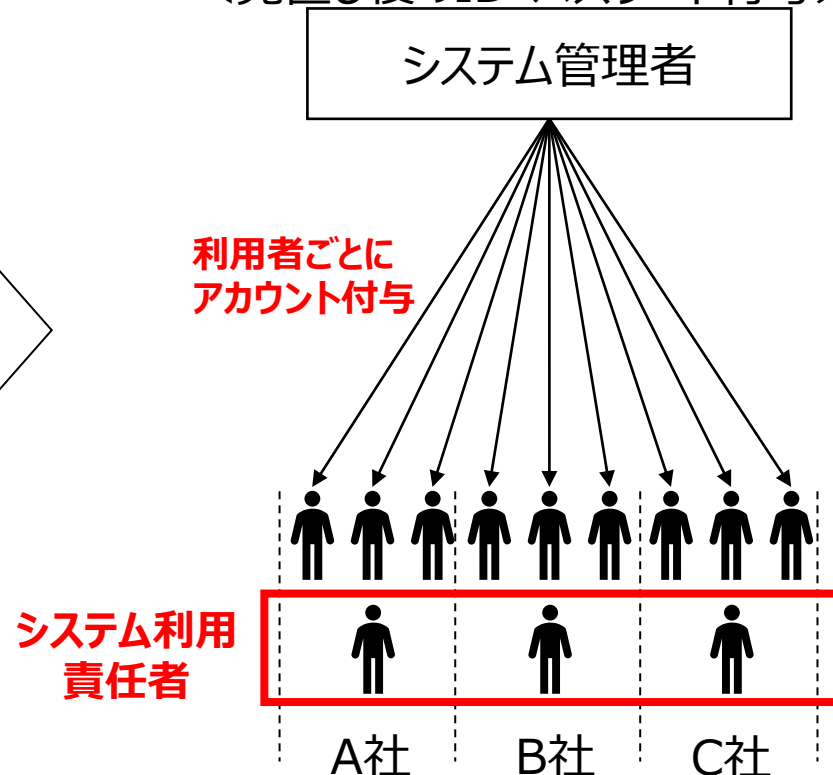 システム管理者
利用者ごとに
アカウント付与
システム利用
責任者
A社
B社
C社